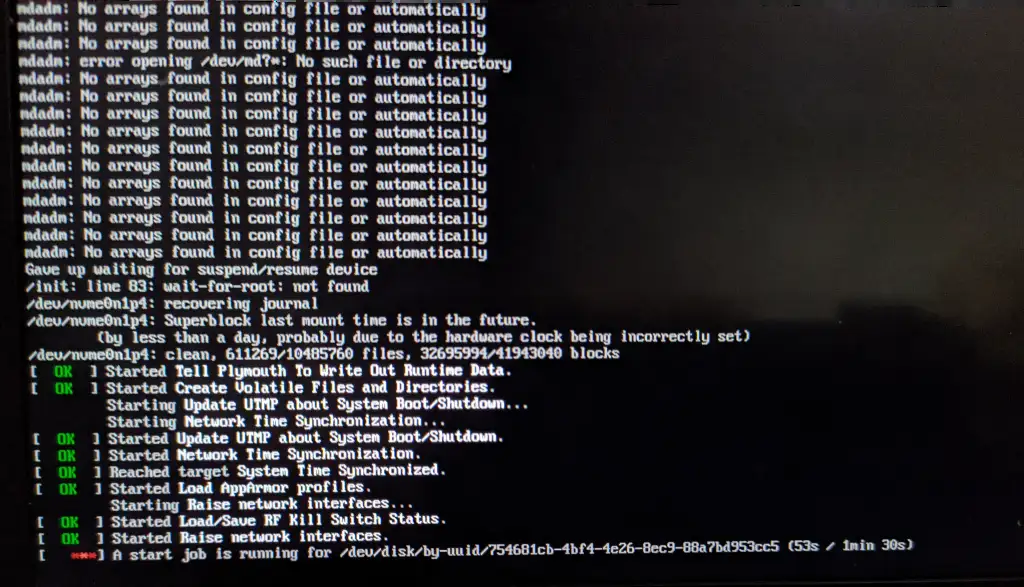 mdadm: No arrays found in config file or automatically
mdadm: No arrays found in config file or automatically
mdadm: No arrays found in config file or automatically
mdadm: error opening /dev/md?*: No such file or directory
mdadm: No arrays found in config file or automatically
mdadm: No arrays found in config file or automatically
mdadm: No arrays found in config file or automatically
mdadm: No arrays found in config file or automatically
mdadm: No arrays found in config file or automatically
mdadm: No arrays found in config file or automatically
mdadm: No arrays found in config file or automatically
mdadm: No arrays found in config file or automatically
mdadm: No arrays found in config file or automatically
mdadm: No arrays found in config file or automatically
mdadm: No arrays found in config file or automatically
Gave up waiting for suspend/resume device
/init: line 83: wait-for-root: not found
/dev/nvme0n1p4: recovering journal
/dev/nvme0n1p4: Superblock last mount time is in the future.
(by less than a day, probably due to the hardware clock being incorrectly set)
/dev/nvme0n1p4: clean, 611269/10485760 files, 32695994/41943040 blocks
[ OK ] Started Tell Plymouth To Write Out Runtime Data.
[ OK ] Started Create Volatile Files and Directories.
Starting Update UTMP about System Boot/Shutdown...
Starting Network Time Synchronization...
[ OK ] Started Update UTMP about System Boot/Shutdown.
[ OK ] Started Network Time Synchronization.
[ OK ] Reached target System Time Synchronized.
[ OK ] Started Load AppArmor profiles.
Starting Raise network interfaces...
[ OK ] Started Load/Save RF Kill Switch Status.
[ OK ] Started Raise network interfaces.
[ ***] A start job is running for /dev/disk/by-uuid/754681cb-4bf4-4e26-8ec9-88a7bd953cc5 (53s / 1min 30s)